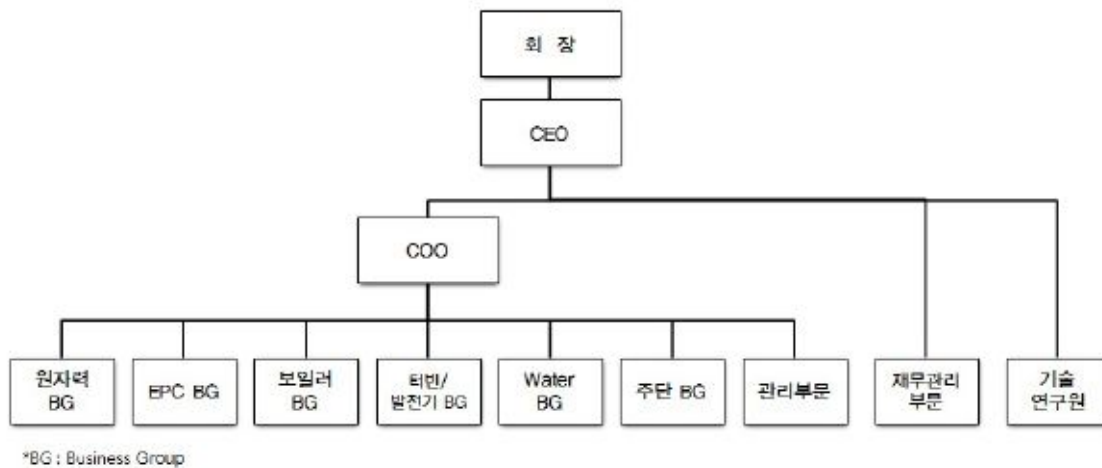 회 장
CEO
COO
원자력
BG
EPC BG
보일러
BG
터빈/
발전기 BG
Water
BG
주단 BG
관리부문
재무관리
부문
기술
연구원
*BG : Business Group